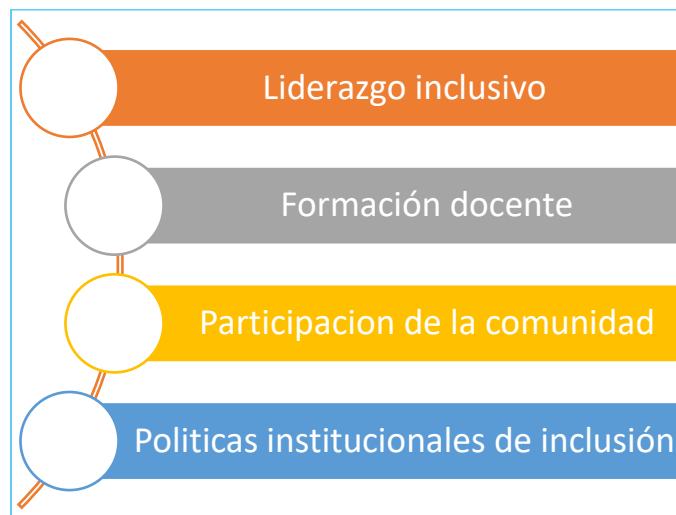 Liderazgo inclusivo
Formación docente
Participacion de la comunidad
Politicas institucionales de inclusión